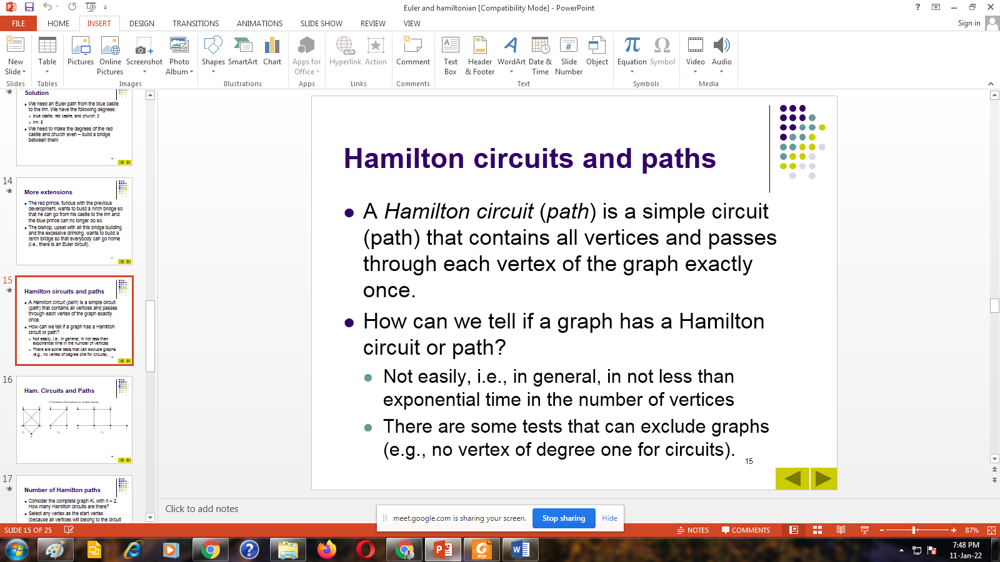 Euler and hamiltonian [Compatibility Mode] - PowerPoint
?
Sign in
FILE HOME INSERT DESIGN TRANSITIONS ANIMATIONS SLIDE SHOW REVIEW VIEW
New Slide
Table
Pictures
Online Pictures
Screenshot
Photo Album
Shapes
SmartArt
Chart
Apps for Office
Hyperlink
Action
Comment
Text Box
Header & Footer
WordArt
Date & Time
Slide Number
Object
Equation
Symbol
Video
Audio
Slides Tables Images Illustrations Apps Links Comments Text Symbols Media
Solution
We need an Euler path from the blue castle
to the inn. We have the following degrees:
blue castle, red castle, and church: 3
inn: 5
We need to make the degrees of the red
castle and church even – build a bridge
between them
14
More extensions
The red prince, furious with the previous
development, wants to build a ninth bridge so
that he can go from his castle to the inn and
the blue prince can no longer do so.
The bishop, upset with all this bridge building
and the excessive drinking, wants to build a
tenth bridge so that everybody can go home
(i.e., there is an Euler circuit).
15
Hamilton circuits and paths
A Hamilton circuit (path) is a simple circuit
(path) that contains all vertices and passes
through each vertex of the graph exactly
once.
How can we tell if a graph has a Hamilton
circuit or path?
Not easily, i.e., in general, in not less than
exponential time in the number of vertices
There are some tests that can exclude graphs
(e.g., no vertex of degree one for circuits).
16
Ham. Circuits and Paths
17
Number of Hamilton paths
Consider the complete graph Kn with n > 2.
How many Hamilton circuits are there?
Select any vertex as the start vertex
(because all vertices will belong to the circuit
Hamilton circuits and paths
A Hamilton circuit (path) is a simple circuit
(path) that contains all vertices and passes
through each vertex of the graph exactly
once.
How can we tell if a graph has a Hamilton
circuit or path?
Not easily, i.e., in general, in not less than
exponential time in the number of vertices
There are some tests that can exclude graphs
(e.g., no vertex of degree one for circuits).
15
Click to add notes
meet.google.com is sharing your screen. Stop sharing Hide
SLIDE 15 OF 25 NOTES COMMENTS 87%
7:48 PM
11-Jan-22